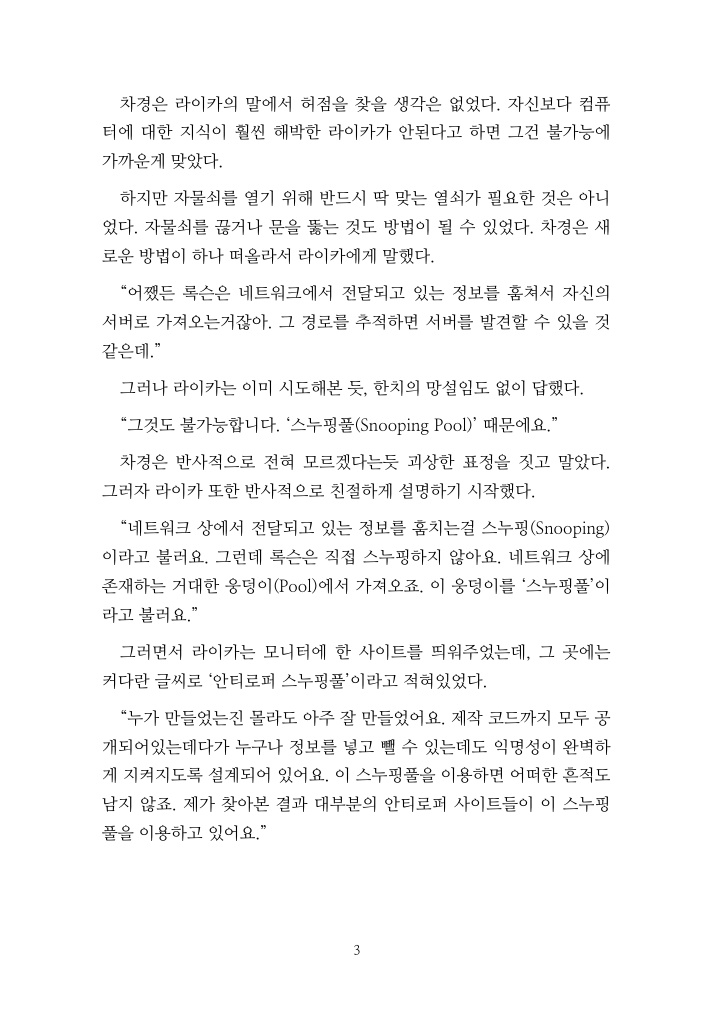 차경은 라이카의 말에서 허점을 찾을 생각은 없었다. 자신보다 컴퓨
터에 대한 지식이 훨씬 해박한 라이카가 안된다고 하면 그건 불가능에
가까운게 맞았다.
하지만 자물쇠를 열기 위해 반드시 딱 맞는 열쇠가 필요한 것은 아니
었다. 자물쇠를 끊거나 문을 뚫는 것도 방법이 될 수 있었다. 차경은 새
로운 방법이 하나 떠올라서 라이카에게 말했다.
“어쨌든 록슨은 네트워크에서 전달되고 있는 정보를 훔쳐서 자신의
서버로 가져오는거잖아. 그 경로를 추적하면 서버를 발견할 수 있을 것
같은데.”
그러나 라이카는 이미 시도해본 듯, 한치의 망설임도 없이 답했다.
“그것도 불가능합니다. ‘스누핑풀(Snooping Pool)’ 때문에요.”
차경은 반사적으로 전혀 모르겠다는듯 괴상한 표정을 짓고 말았다.
그러자 라이카 또한 반사적으로 친절하게 설명하기 시작했다.
“네트워크 상에서 전달되고 있는 정보를 훔치는걸 스누핑(Snooping)
이라고 불러요. 그런데 록슨은 직접 스누핑하지 않아요. 네트워크 상에
존재하는 거대한 웅덩이(Pool)에서 가져오죠. 이 웅덩이를 ‘스누핑풀’이
라고 불러요.”
그러면서 라이카는 모니터에 한 사이트를 띄워주었는데, 그 곳에는
커다란 글씨로 ‘안티로퍼 스누핑풀’이라고 적혀있었다.
“누가 만들었는진 몰라도 아주 잘 만들었어요. 제작 코드까지 모두 공
개되어있는데다가 누구나 정보를 넣고 뺄 수 있는데도 익명성이 완벽하
게 지켜지도록 설계되어 있어요. 이 스누핑풀을 이용하면 어떠한 흔적도
남지 않죠. 제가 찾아본 결과 대부분의 안티로퍼 사이트들이 이 스누핑
풀을 이용하고 있어요.”
3